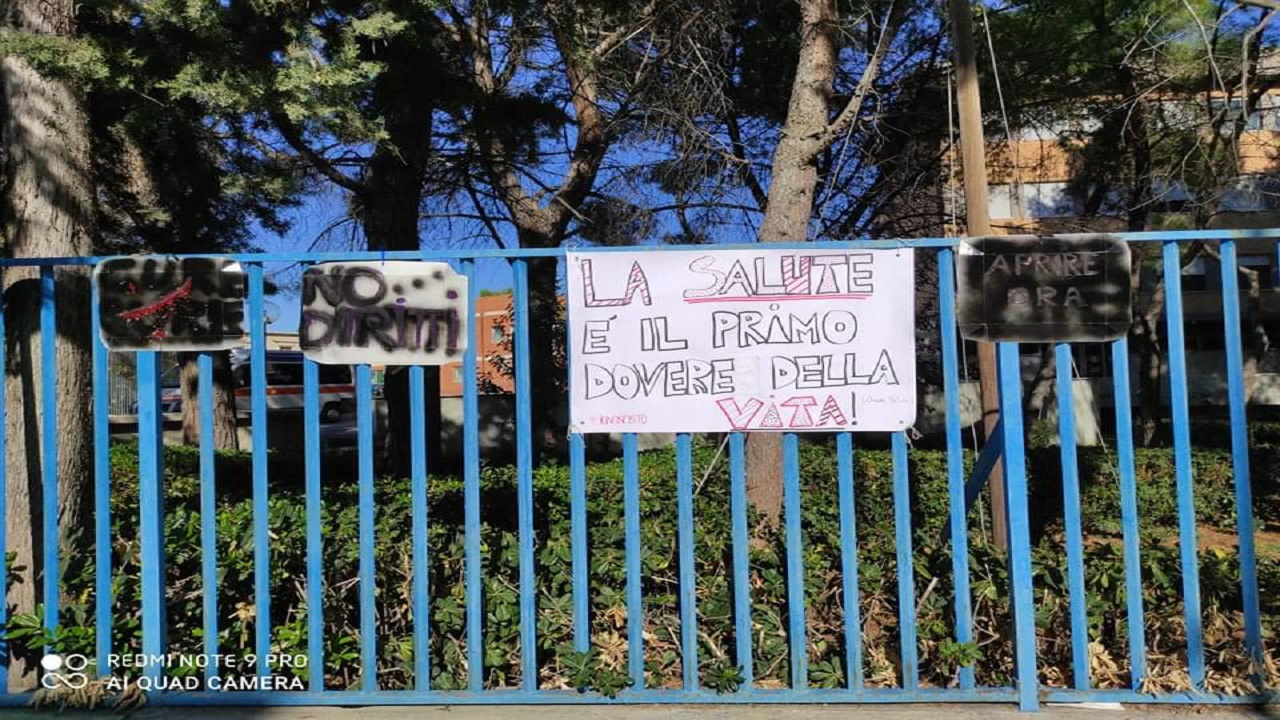 NO...
DIRITTI
LA SALUTE
È IL PRIMO
DOVERE DELLA
VITA!
APRIRE
ORA
REDMI NOTE 9 PRO
AI QUAD CAMERA